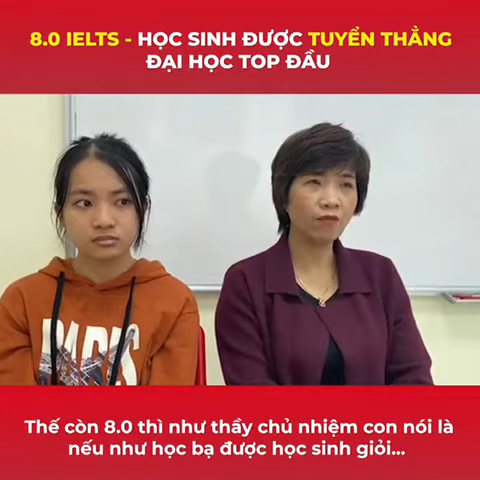 8.0 IELTS - HỌC SINH ĐƯỢC TUYỂN THẲNG
ĐẠI HỌC TOP ĐẦU
PARIS
Thế còn 8.0 thì như thầy chủ nhiệm con nói là
nếu như học bạ được học sinh giỏi...